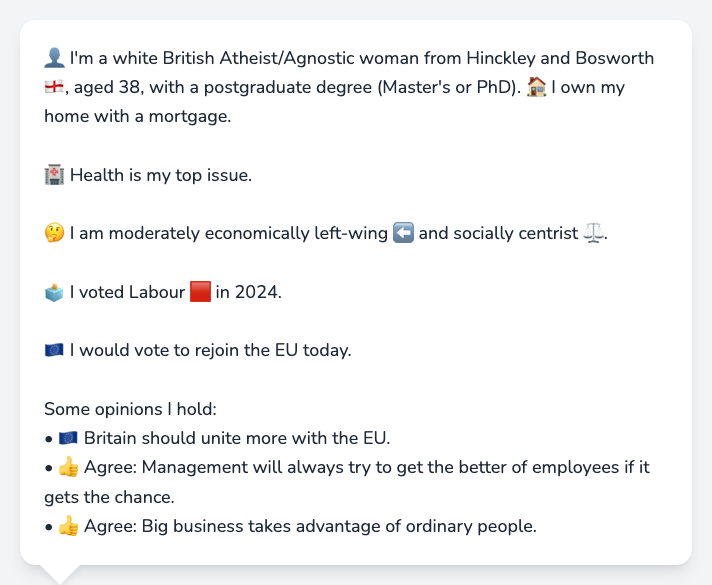 👤 I'm a white British Atheist/Agnostic woman from Hinckley and Bosworth
🏴󠁧󠁢󠁥󠁮󠁧󠁿, aged 38, with a postgraduate degree (Master's or PhD). 🏠 I own my
home with a mortgage.
🏥 Health is my top issue.
🤔 I am moderately economically left-wing ⬅️ and socially centrist ⚖️.
🗳️ I voted Labour 🟥 in 2024.
🇪🇺 I would vote to rejoin the EU today.
Some opinions I hold:
• 🇪🇺 Britain should unite more with the EU.
• 👍 Agree: Management will always try to get the better of employees if it
gets the chance.
• 👍 Agree: Big business takes advantage of ordinary people.